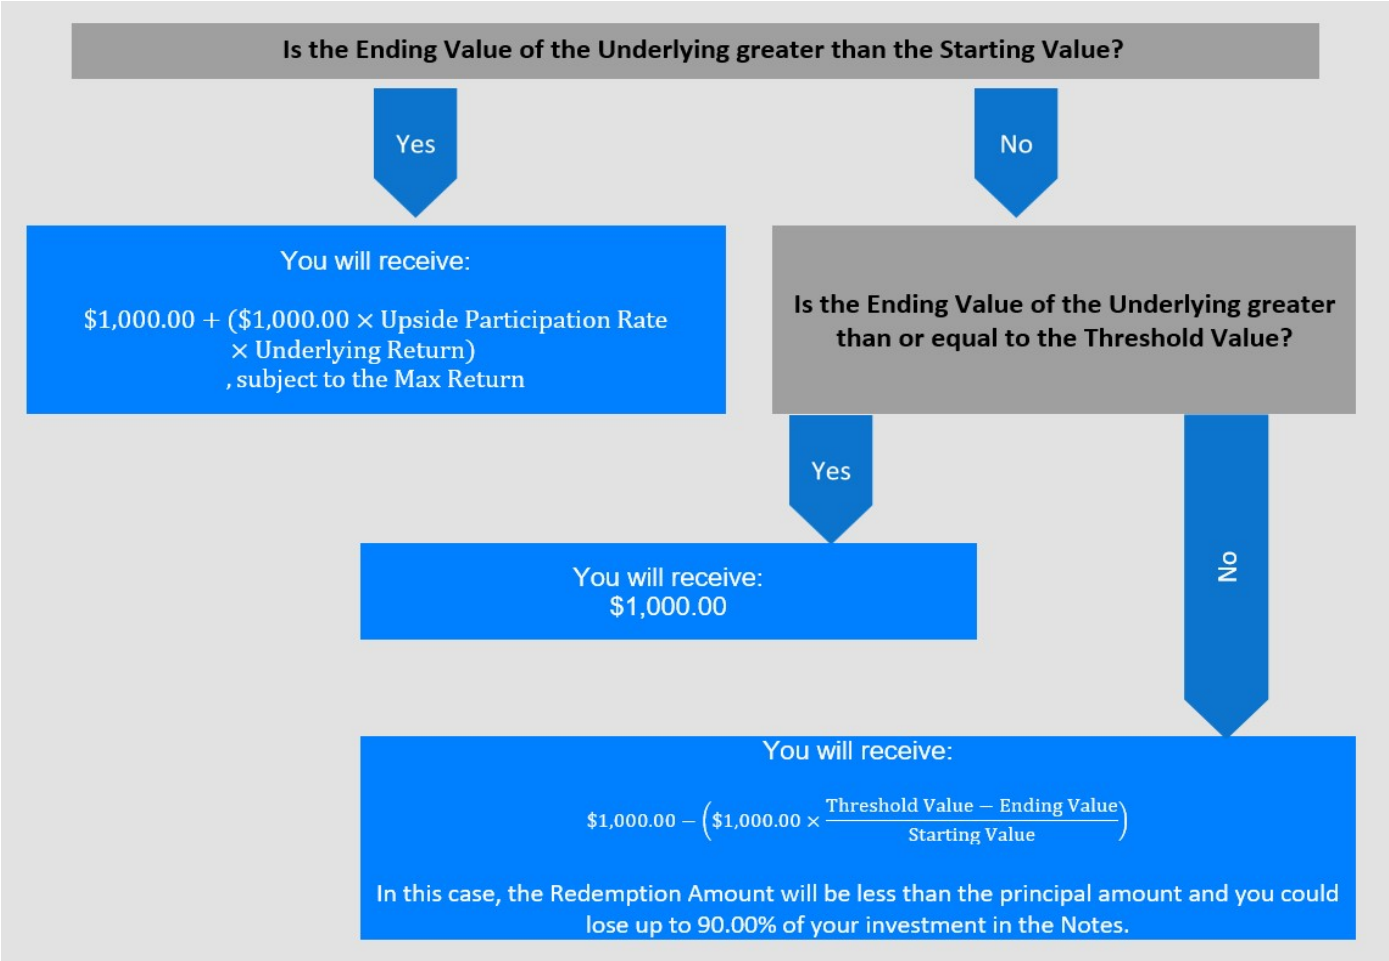 Is the Ending Value of the Underlying greater than the Starting Value?
Yes
No
You will receive:
$1,000.00 + ($1,000.00 × Upside Participation Rate
× Underlying Return)
, subject to the Max Return
Is the Ending Value of the Underlying greater
than or equal to the Threshold Value?
Yes
No
You will receive:
$1,000.00
You will receive:
$1,000.00 − ($1,000.00 × Threshold Value − Ending Value
Starting Value)
In this case, the Redemption Amount will be less than the principal amount and you could
lose up to 90.00% of your investment in the Notes.